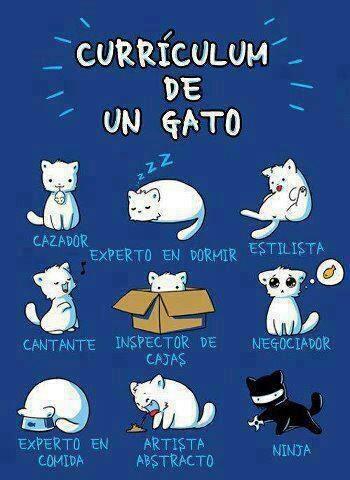 CURRÍCULUM
DE
UN GATO
ZZZ
CAZADOR
EXPERTO EN DORMIR
ESTILISTA
CANTANTE
INSPECTOR DE
CAJAS
NEGOCIADOR
EXPERTO EN
COMIDA
ARTISTA
ABSTRACTO
NINJA